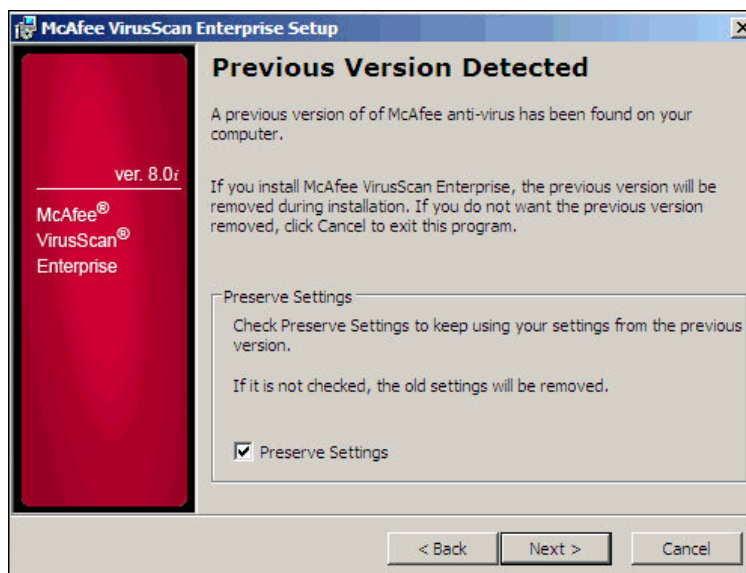 McAfee VirusScan Enterprise Setup
Previous Version Detected
A previous version of of McAfee anti-virus has been found on your
computer.
ver. 8.0i
McAfee®
VirusScan®
Enterprise
If you install McAfee VirusScan Enterprise, the previous version will be
removed during installation. If you do not want the previous version
removed, click Cancel to exit this program.
Preserve Settings
Check Preserve Settings to keep using your settings from the previous
version.
If it is not checked, the old settings will be removed.
Preserve Settings
< Back
Next >
Cancel